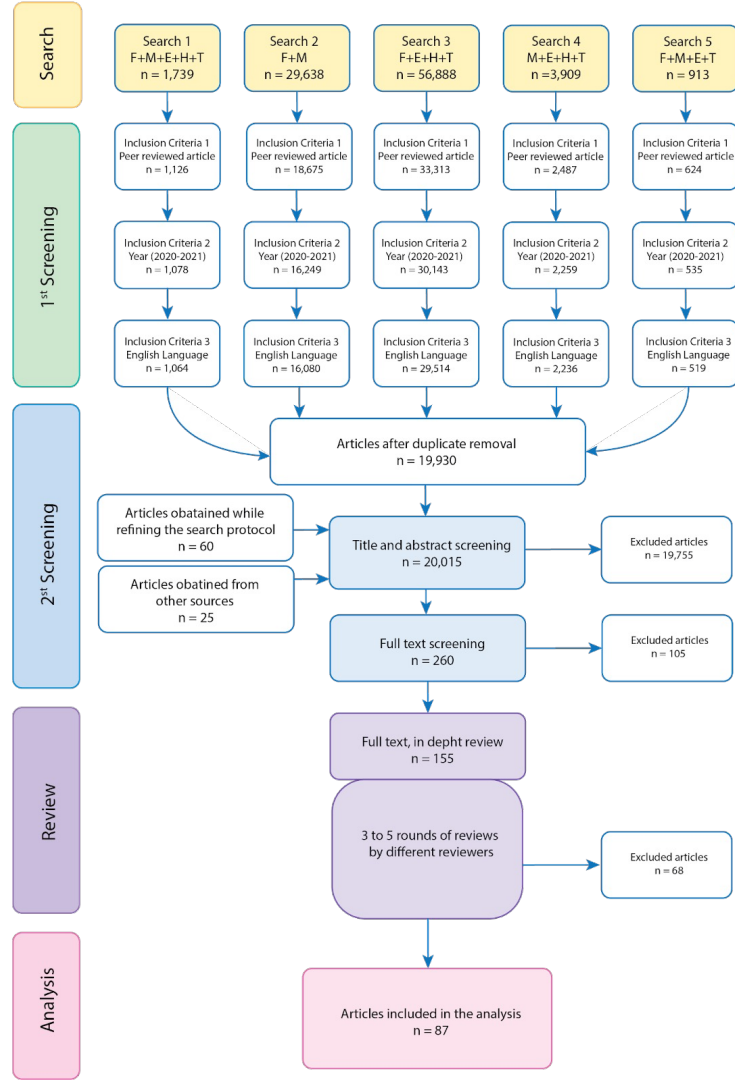 Search
Search 1
F+M+E+H+T
n = 1,739
Search 2
F+M
n = 29,638
Search 3
F+E+H+T
n = 56,888
Search 4
M+E+H+T
n =3,909
Search 5
F+M+E+T
n = 913
1st Screening
Inclusion Criteria 1
Peer reviewed article
n = 1,126
Inclusion Criteria 1
Peer reviewed article
n = 18,675
Inclusion Criteria 1
Peer reviewed article
n = 33,313
Inclusion Criteria 1
Peer reviewed article
n = 2,487
Inclusion Criteria 1
Peer reviewed article
n = 624
Inclusion Criteria 2
Year (2020-2021)
n = 1,078
Inclusion Criteria 2
Year (2020-2021)
n = 16,249
Inclusion Criteria 2
Year (2020-2021)
n = 30,143
Inclusion Criteria 2
Year (2020-2021)
n = 2,259
Inclusion Criteria 2
Year (2020-2021)
n = 535
Inclusion Criteria 3
English Language
n = 1,064
Inclusion Criteria 3
English Language
n = 16,080
Inclusion Criteria 3
English Language
n = 29,514
Inclusion Criteria 3
English Language
n = 2,236
Inclusion Criteria 3
English Language
n = 519
2st Screening
Articles after duplicate removal
n = 19,930
Articles obatained while
refining the search protocol
n = 60
Articles obatined from
other sources
n = 25
Title and abstract screening
n = 20,015
Excluded articles
n = 19,755
Full text screening
n = 260
Excluded articles
n = 105
Review
Full text, in depht review
n = 155
3 to 5 rounds of reviews
by different reviewers
Excluded articles
n = 68
Analysis
Articles included in the analysis
n = 87